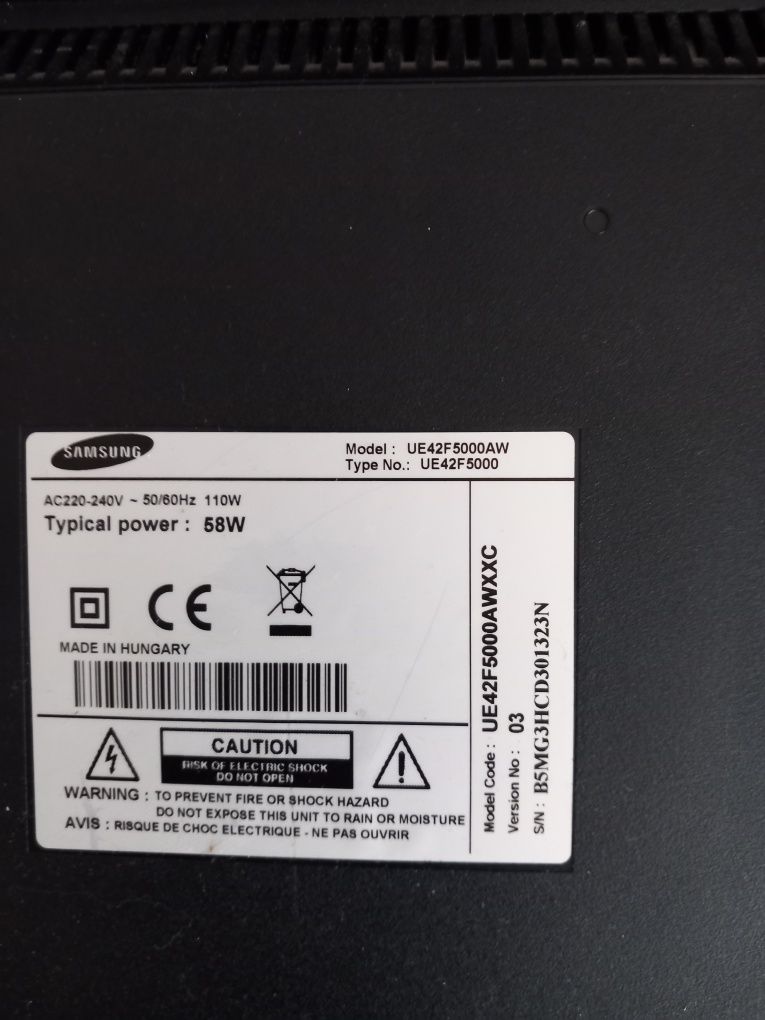 SAMSUNG
Model : UE42F5000AW
Type No.: UE42F5000
AC220-240V ~ 50/60Hz 110W
Typical power : 58W
CE
MADE IN HUNGARY
CAUTION
RISK OF ELECTRIC SHOCK
DO NOT OPEN
WARNING : TO PREVENT FIRE OR SHOCK HAZARD
DO NOT EXPOSE THIS UNIT TO RAIN OR MOISTURE
AVIS : RISQUE DE CHOC ELECTRIQUE - NE PAS OUVRIR
Model Code : UE42F5000AWXXC
Version No : 03
S/N : B5MG3HCD301323N